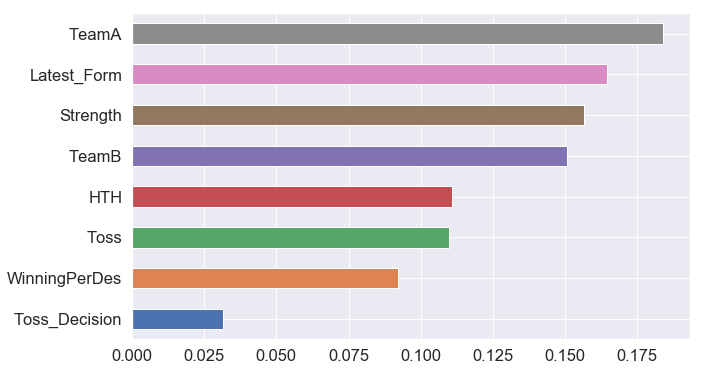 TeamA
Latest_Form
Strength
TeamB
HTH
Toss
WinningPerDes
Toss_Decision
0.000 0.025 0.050 0.075 0.100 0.125 0.150 0.175